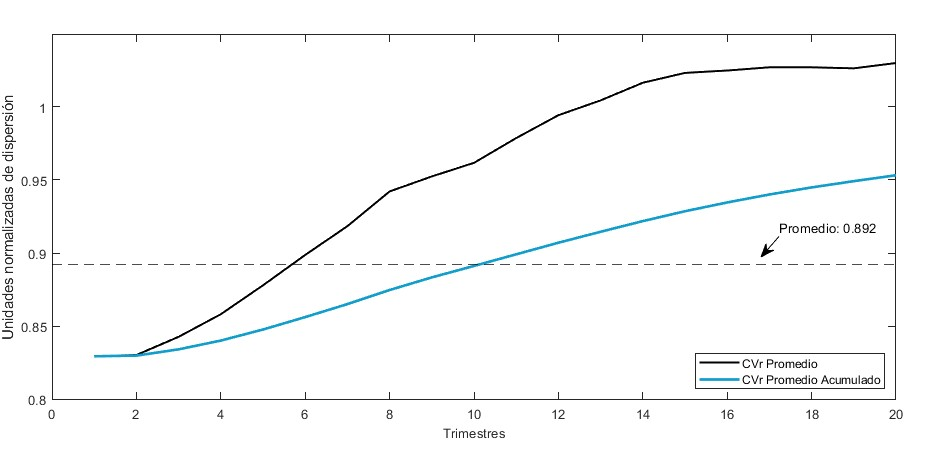 Unidades normalizadas de dispersión
1
0.95
0.9
0.85
0.8
Promedio: 0.892
CVr Promedio
CVr Promedio Acumulado
0 2 4 6 8 10 12 14 16 18 20
Trimestres